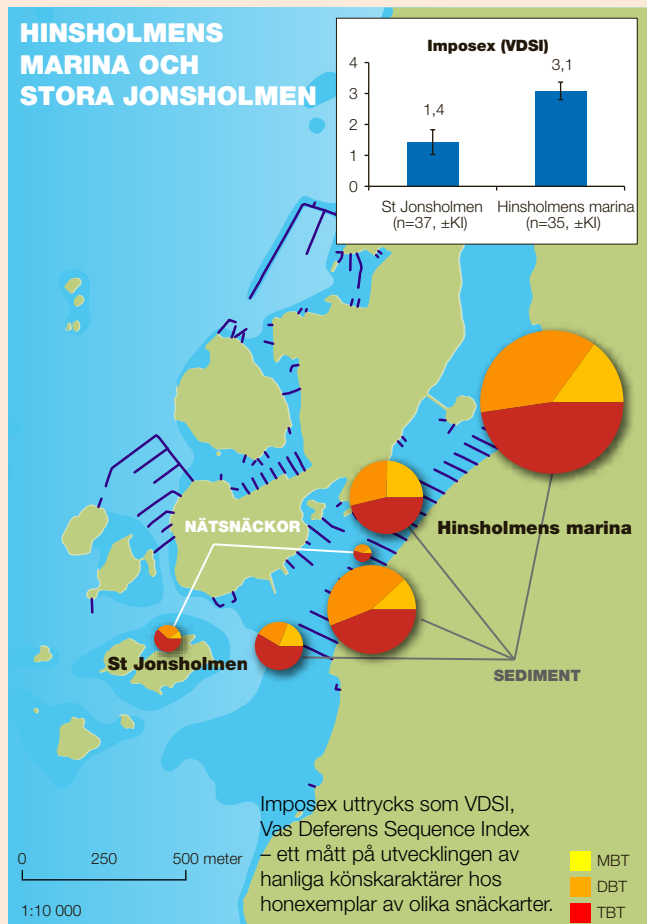 HINSHOLMENS
MARINA OCH
STORA JONSHOLMEN
Imposex (VDSI)
4
3
2
1
0
1,4
3,1
St Jonsholmen
(n=37, ±KI)
Hinsholmens marina
(n=35, ±KI)
NÄTSNÄCKOR
Hinsholmens marina
St Jonsholmen
SEDIMENT
Imposex uttrycks som VDSI,
Vas Deferens Sequence Index
– ett mått på utvecklingen av
hanliga könskaraktärer hos
honexemplar av olika snäckarter.
0 250 500 meter
1:10 000
MBT
DBT
TBT